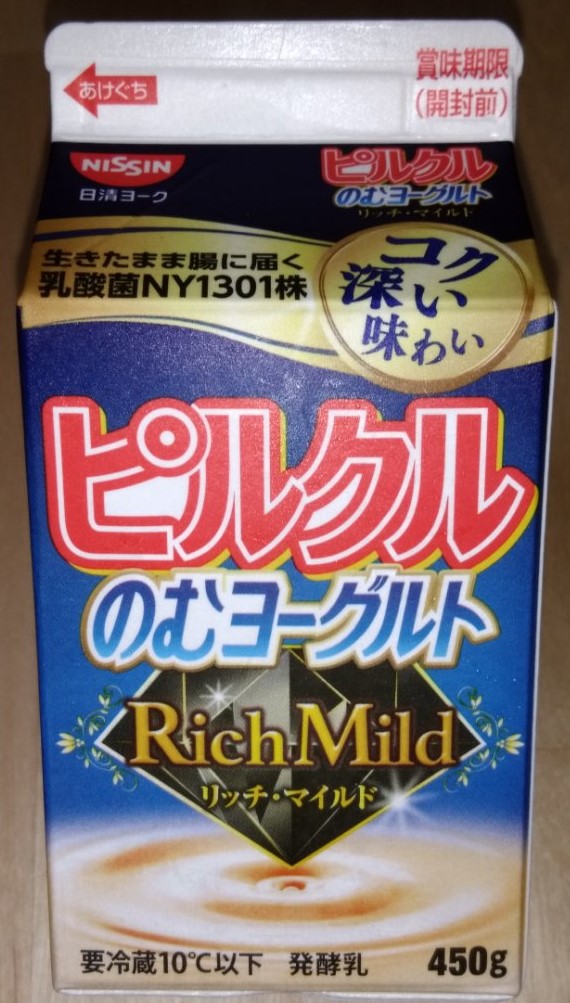 あけぐち
賞味期限
(開封前)
NISSIN
日清ヨーク
ピルクル
のむヨーグルト
リッチ・マイルド
生きたまま腸に届く
乳酸菌NY1301株
コク
深い
味わい
ピルクル
のむヨーグルト
Rich Mild
リッチ・マイルド
要冷蔵10℃以下 発酵乳 450g